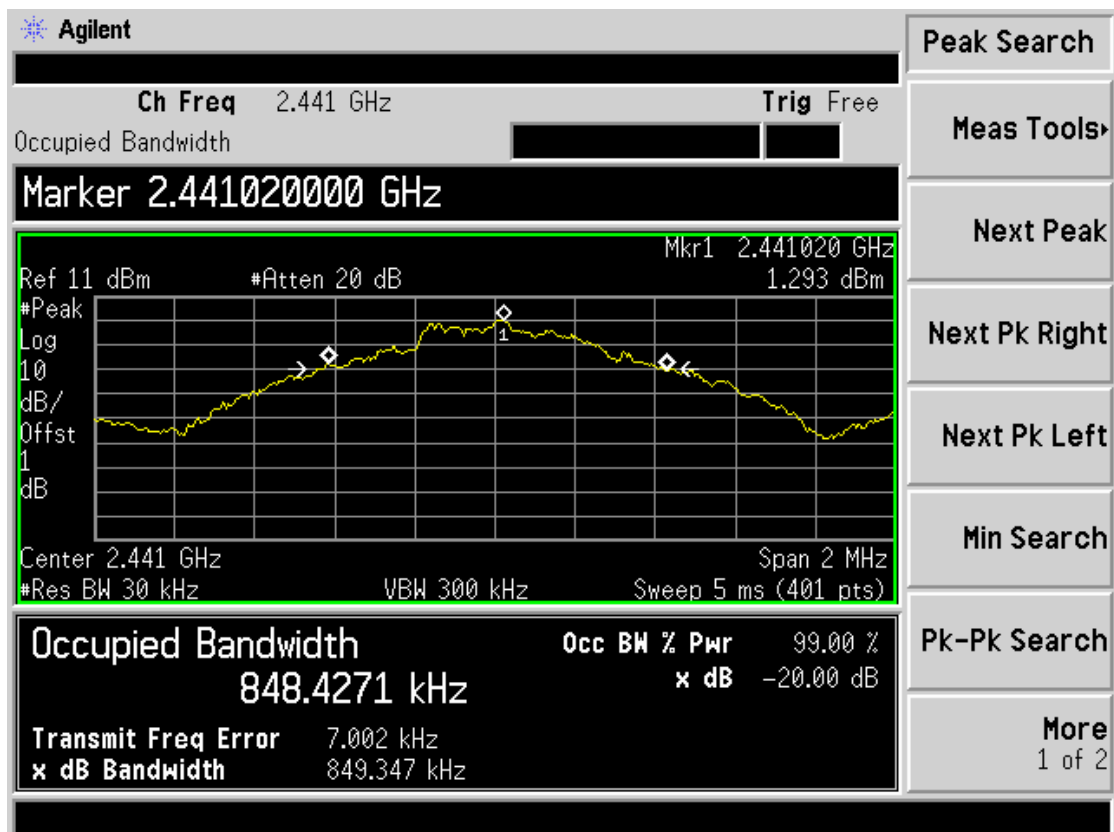 Agilent
Peak Search
Ch Freq 2.441 GHz Trig Free
Occupied Bandwidth
Meas Tools
Marker 2.441020000 GHz
Next Peak
Mkr1 2.441020 GHz
Ref 11 dBm #Atten 20 dB 1.293 dBm
#Peak
Log
10
dB/
Offst
1
dB
1
Next Pk Right
Next Pk Left
Center 2.441 GHz Span 2 MHz
#Res BW 30 kHz VBW 300 kHz Sweep 5 ms (401 pts)
Min Search
Occupied Bandwidth
848.4271 kHz
Occ BW % Pwr 99.00 %
x dB -20.00 dB
Pk-Pk Search
Transmit Freq Error 7.002 kHz
x dB Bandwidth 849.347 kHz
More
1 of 2